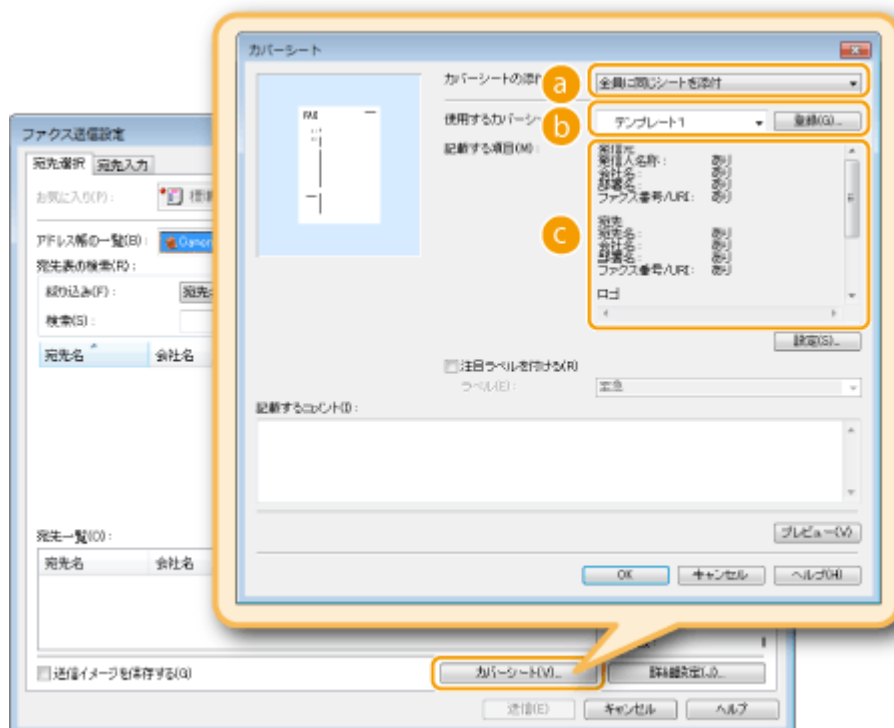 カバーシート
カバーシートの添
a
全員に同じシートを添付
使用するカバーシー
b
テンプレート1
登録(G)...
記載する項目(M):
c
発信元
発信人名称: あり
会社名: あり
部署名: あり
ファクス番号/URI: あり
宛先
宛先名: あり
会社名: あり
部署名: あり
ファクス番号/URI: あり
ロゴ
設定(S)...
注目ラベルを付ける(R)
ラベル(E):
至急
記載するコメント(I):
プレビュー(V)
OK
キャンセル
ヘルプ(H)
FAX
ファクス送信設定
宛先選択
宛先入力
お気に入り(P):
標準
アドレス帳の一覧(B):
Canon
宛先表の検索(R):
絞り込み(F):
宛先
検索(S):
宛先名
会社名
宛先一覧(O):
宛先名
会社名
送信イメージを保存する(G)
カバーシート(V)...
詳細設定(J)...
送信(E)
キャンセル
ヘルプ